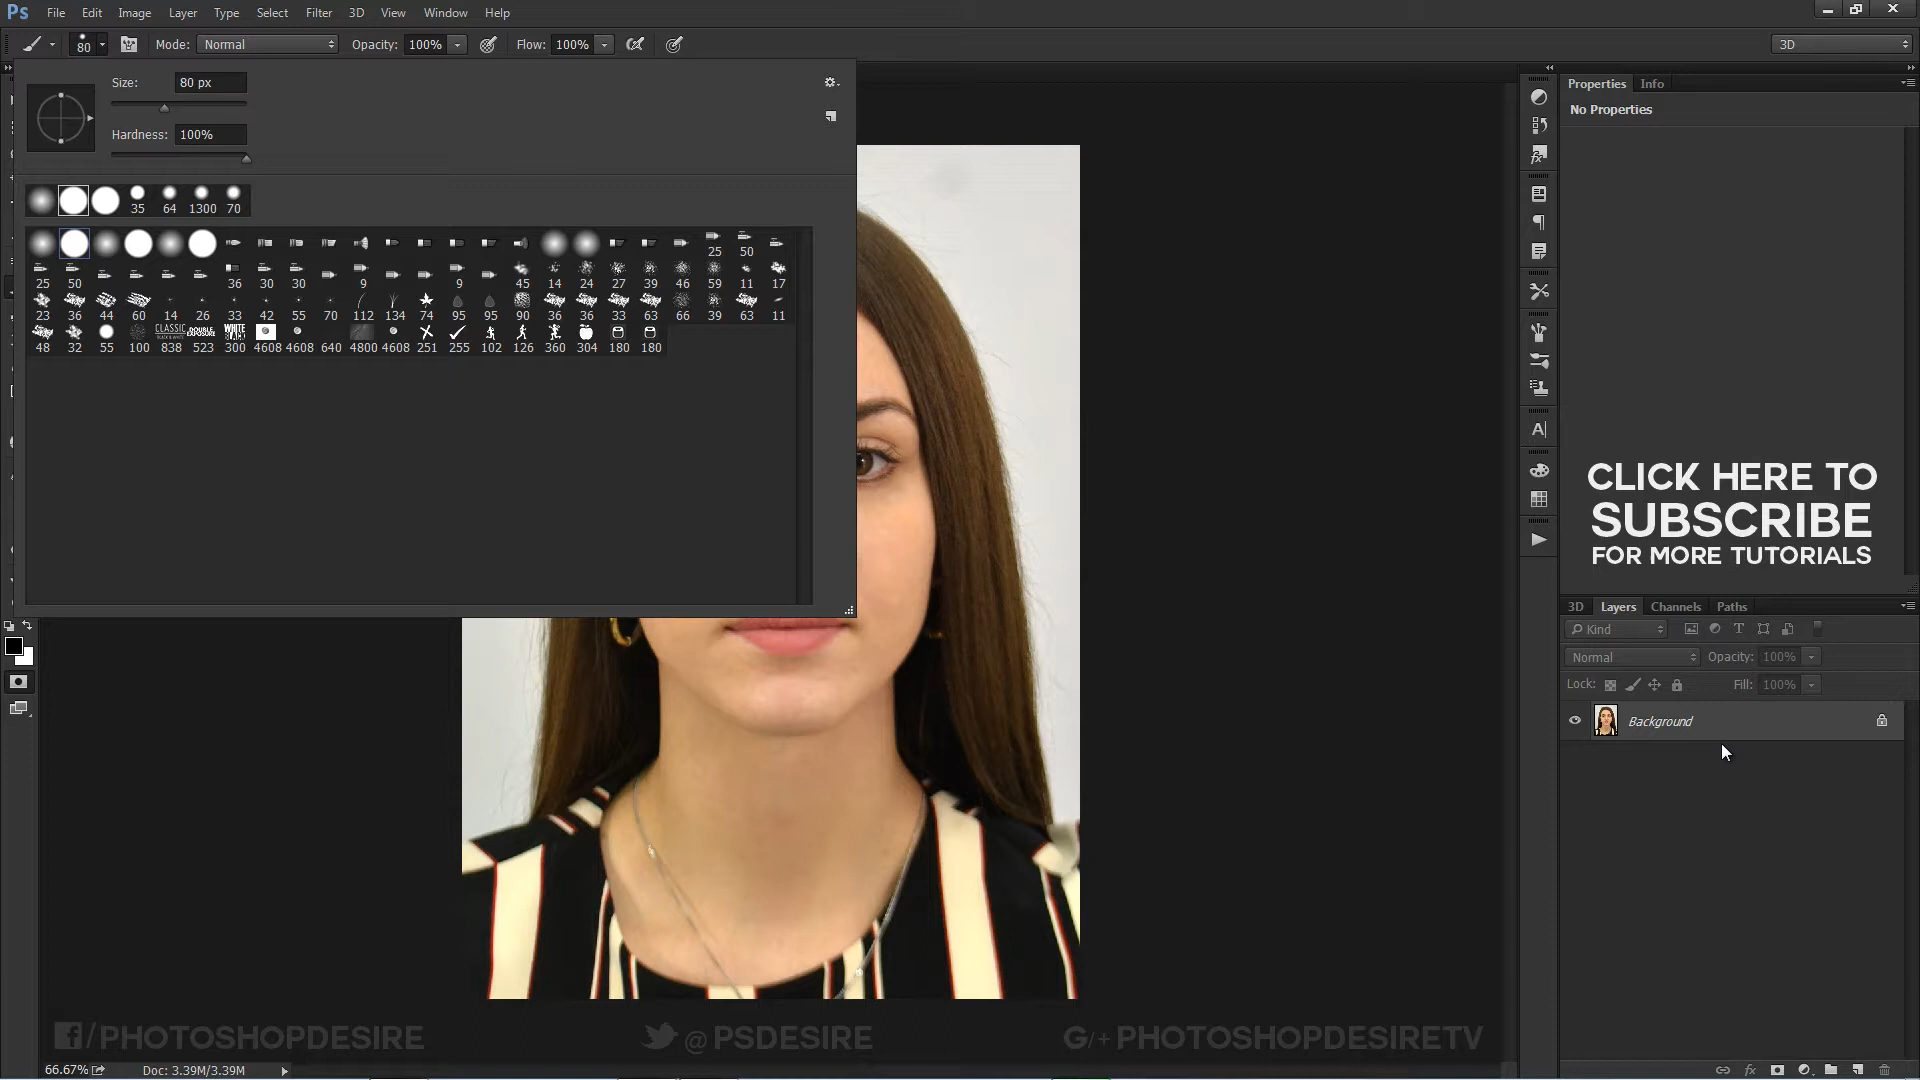 Ps File Edit Image Layer Type Select Filter 3D View Window Help
80 Mode: Normal Opacity: 100% Flow: 100% 3D
Size: 80 px
Hardness: 100%
35 64 1300 70
25 50
25 50 36 30 30 9 9 45 14 24 27 39 46 59 11 17
23 36 44 60 14 26 33 42 55 70 112 134 74 95 95 90 36 36 33 63 66 39 63 11
CLASSIC DOUBLE EXPOSURE WHITE BLACK
48 32 55 100 838 523 300 4608 4608 640 4800 4608 251 255 102 126 360 304 180 180
Properties Info
No Properties
CLICK HERE TO
SUBSCRIBE
FOR MORE TUTORIALS
3D Layers Channels Paths
Kind
Normal Opacity: 100%
Lock: Fill: 100%
Background
f/PHOTOSHOPDESIRE @PSDESIRE G/+PHOTOSHOPDESIRETV
66.67% Doc: 3.39M/3.39M